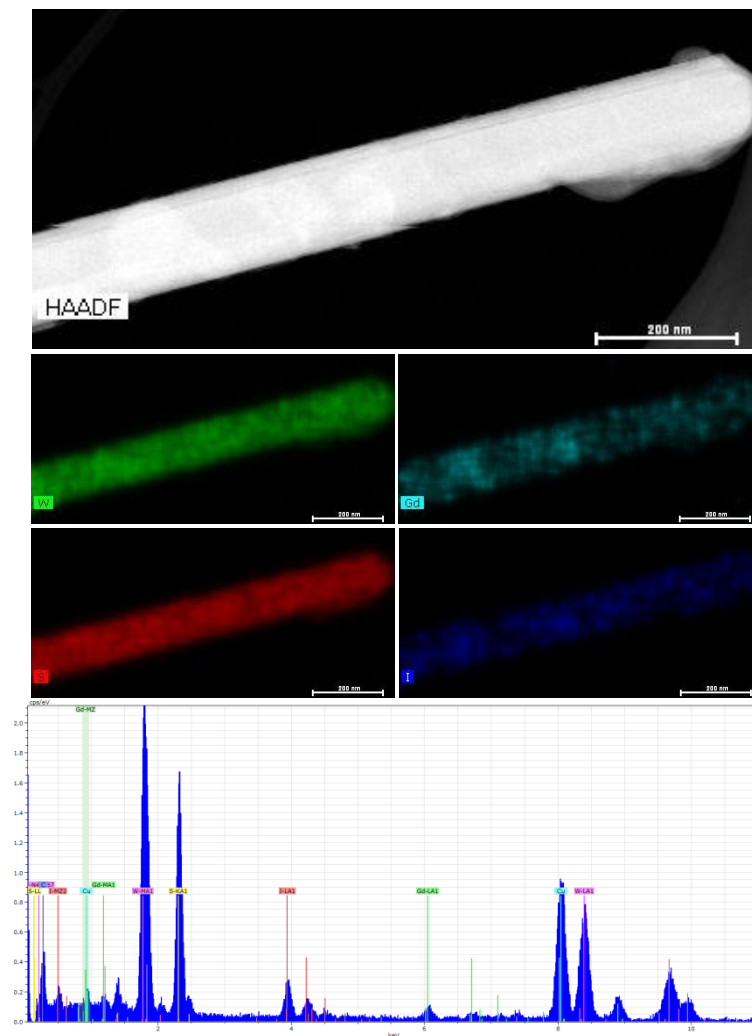 HAADF
200 nm
W
200 nm
Gd
200 nm
S
200 nm
I
200 nm
cps/eV
Gd-MZ
2.0
1.8
1.6
1.4
1.2
1.0
S-LL I-MZ2 Cu Gd-MA1 W-MA1 S-KA1 I-LA1 Gd-LA1 Cu W-LA1
0.8
0.6
0.4
0.2
0.0
2 4 6 8 10
keV